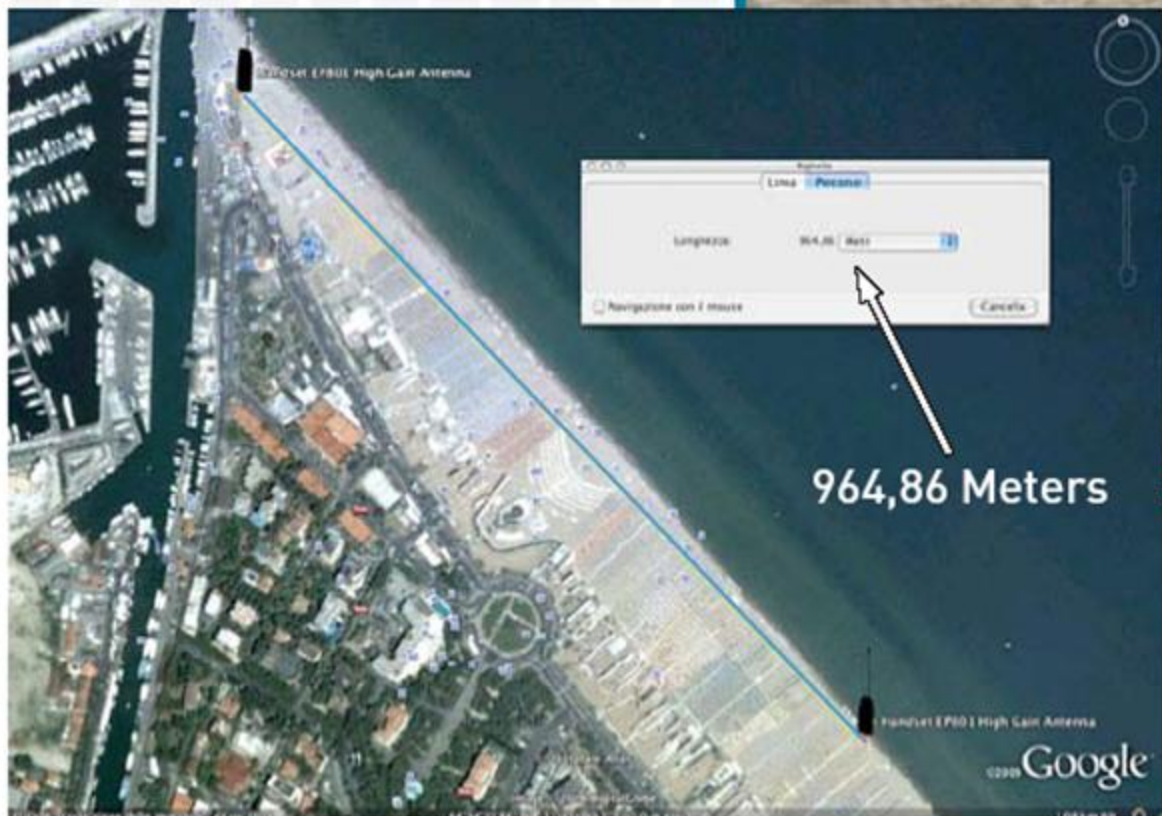 Handset EP801 High Gain Antenna
Linea Percorso
Lunghezza: 964,86 Metri
Navigazione con il mouse Cancella
964,86 Meters
Handset EP801 High Gain Antenna
©2009 Google